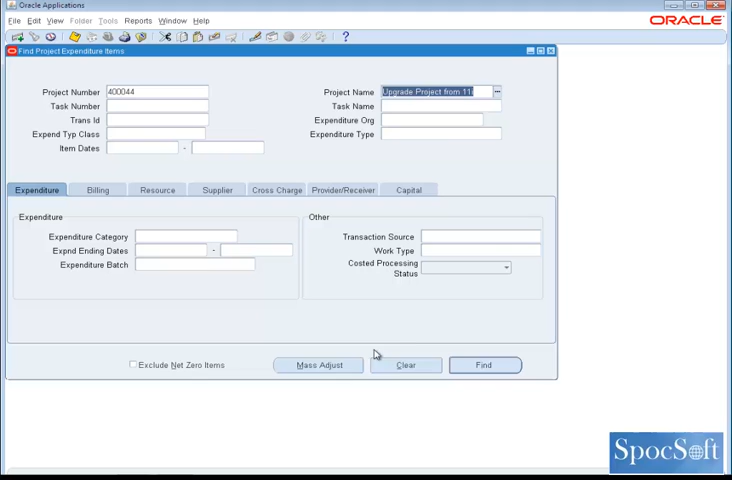 Oracle Applications
File Edit View Folder Tools Reports Window Help
ORACLE
Find Project Expenditure Items
Project Number 400044
Project Name Upgrade Project from 11i
Task Number
Task Name
Trans Id
Expenditure Org
Expend Typ Class
Expenditure Type
Item Dates -
Expenditure Billing Resource Supplier Cross Charge Provider/Receiver Capital
Expenditure
Other
Expenditure Category
Transaction Source
Expnd Ending Dates -
Work Type
Expenditure Batch
Costed Processing
Status
Exclude Net Zero Items
Mass Adjust
Clear
Find
SpocSoft